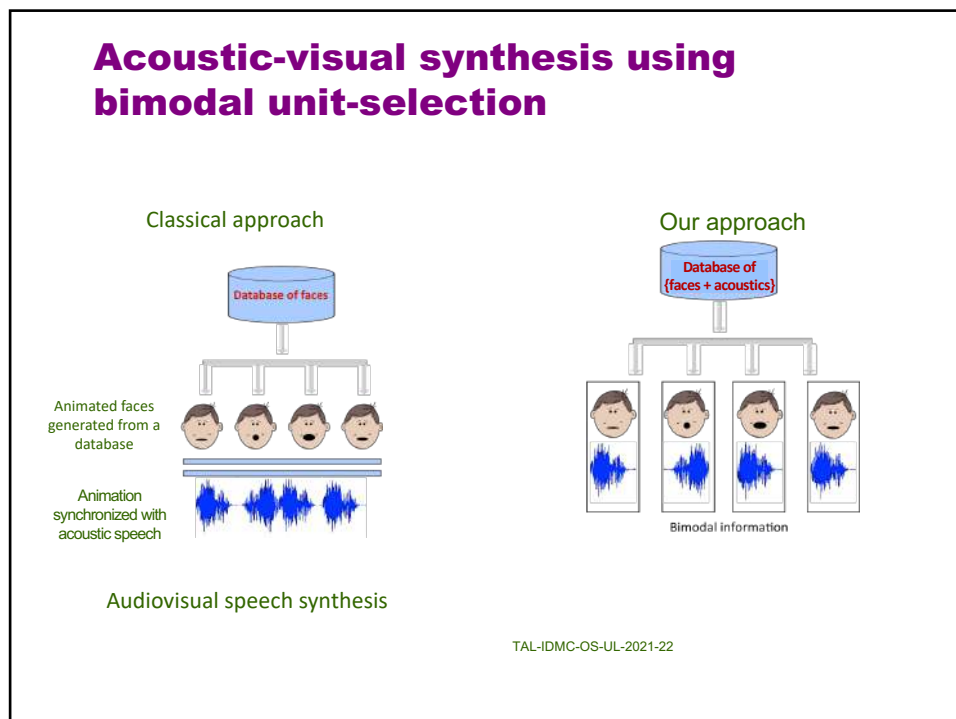 Acoustic-visual synthesis using
bimodal unit-selection
Classical approach
Database of faces
Animated faces
generated from a
database
Animation
synchronized with
acoustic speech
Audiovisual speech synthesis
Our approach
Database of
{faces + acoustics}
Bimodal information
TAL-IDMC-OS-UL-2021-22